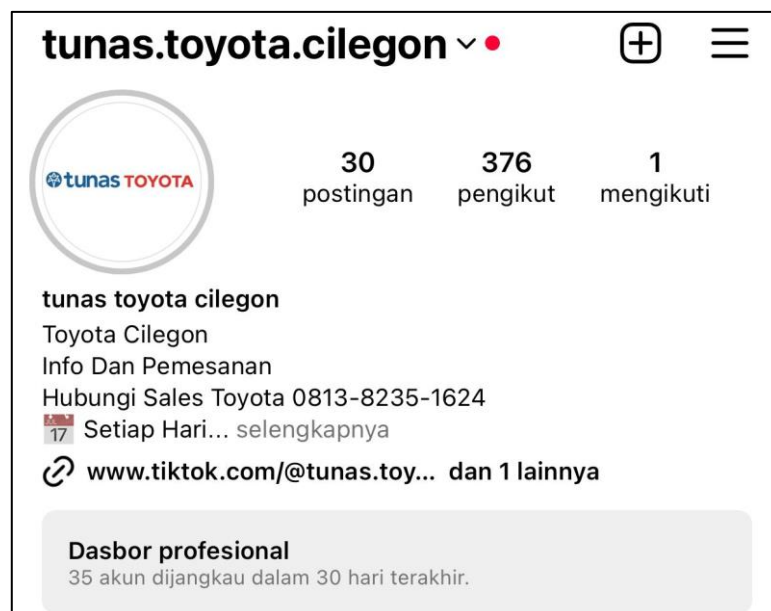 tunas.toyota.cilegon
tunas TOYOTA
30 376 1
postingan pengikut mengikuti
tunas toyota cilegon
Toyota Cilegon
Info Dan Pemesanan
Hubungi Sales Toyota 0813-8235-1624
17 Setiap Hari... selengkapnya
www.tiktok.com/@tunas.toy... dan 1 lainnya
Dasbor profesional
35 akun dijangkau dalam 30 hari terakhir.